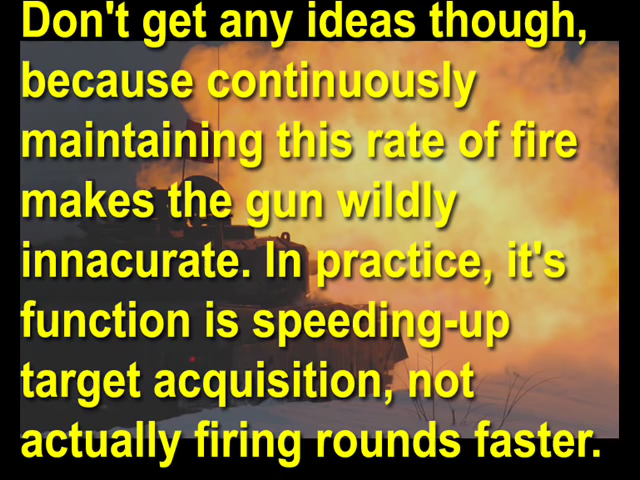 Don't get any ideas though,
because continuously
maintaining this rate of fire
makes the gun wildly
innacurate. In practice, it's
function is speeding-up
target acquisition, not
actually firing rounds faster.